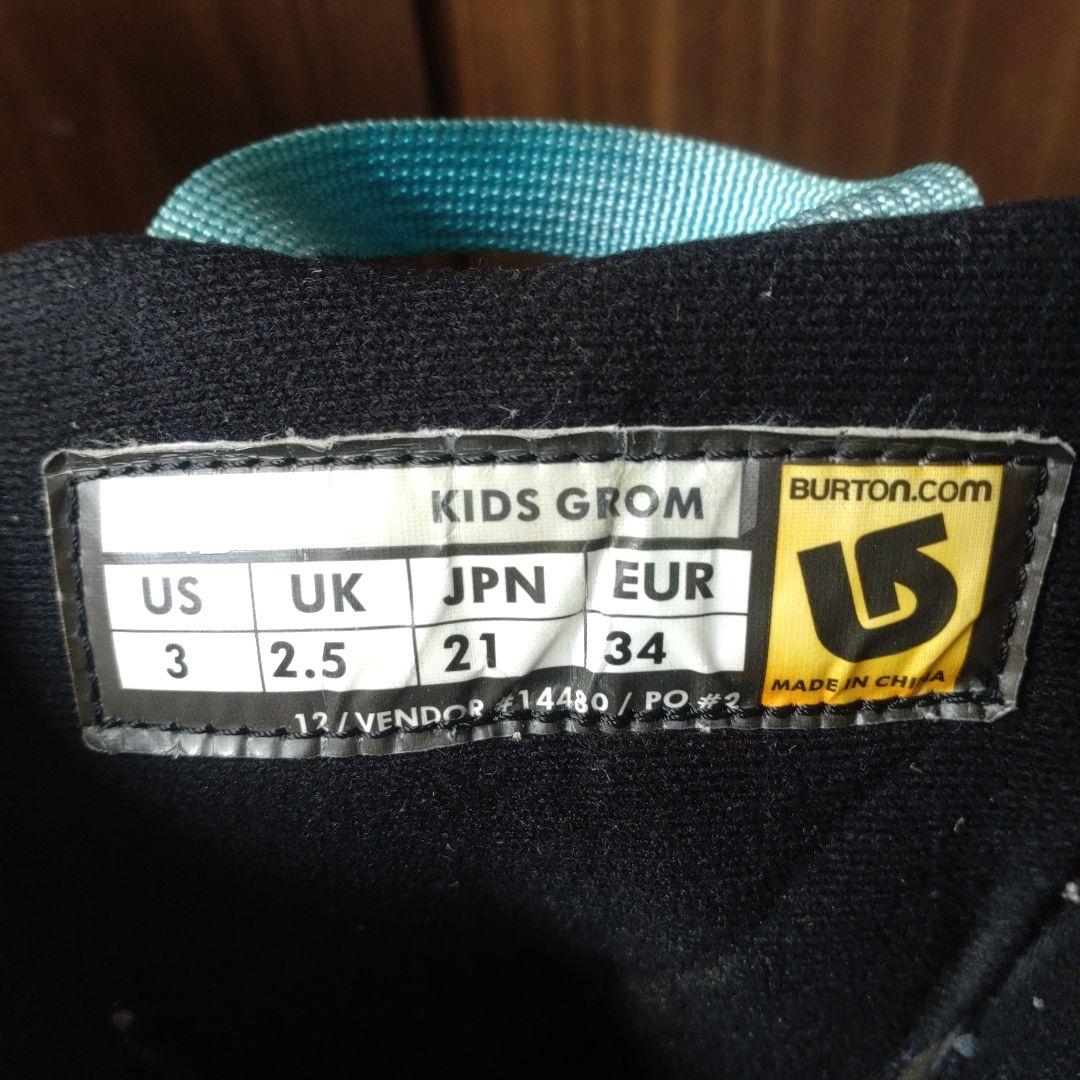 KIDS GROM
BURTON.COM
US UK JPN EUR
3 2.5 21 34
MADE IN CHINA
12 / VENDOR #14480 / PO #2